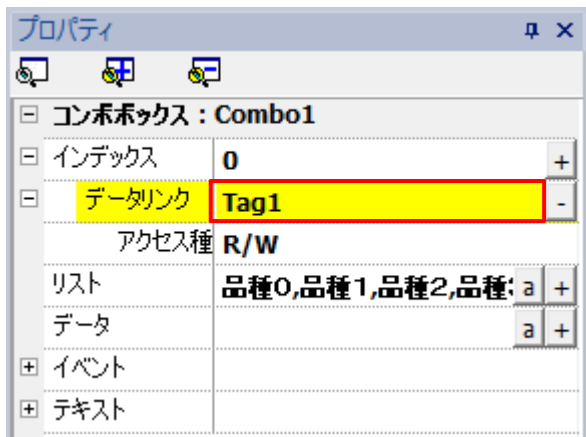 プロパティ
コンボボックス：Combo1
インデックス 0 +
データリンク Tag1 -
アクセス種 R/W
リスト 品種0,品種1,品種2,品種 a +
データ a +
イベント
テキスト